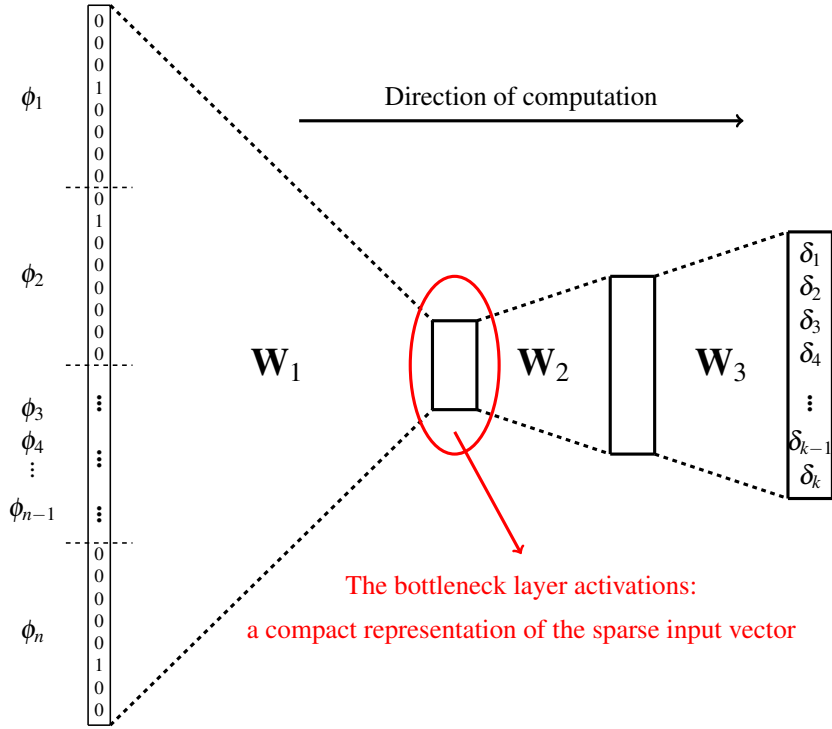 0
0
0
1
0
0
0
0
ϕ₁
0
1
0
0
0
0
0
0
ϕ₂
ϕ₃ ⋮
ϕ₄ ⋮
⋮
ϕₙ₋₁ ⋮
0
0
0
0
0
1
0
0
ϕₙ
Direction of computation
W₁
W₂
W₃
δ₁
δ₂
δ₃
δ₄
⋮
δₖ₋₁
δₖ
The bottleneck layer activations:
a compact representation of the sparse input vector